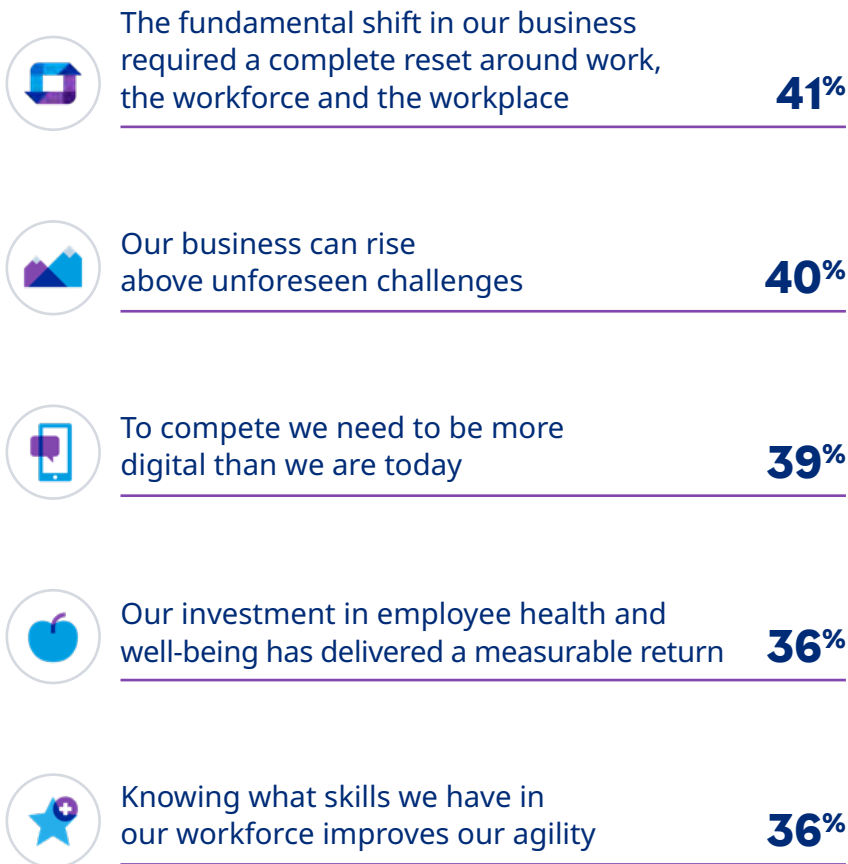 The fundamental shift in our business
required a complete reset around work,
the workforce and the workplace 41%
Our business can rise
above unforeseen challenges 40%
To compete we need to be more
digital than we are today 39%
Our investment in employee health and
well-being has delivered a measurable return 36%
Knowing what skills we have in
our workforce improves our agility 36%